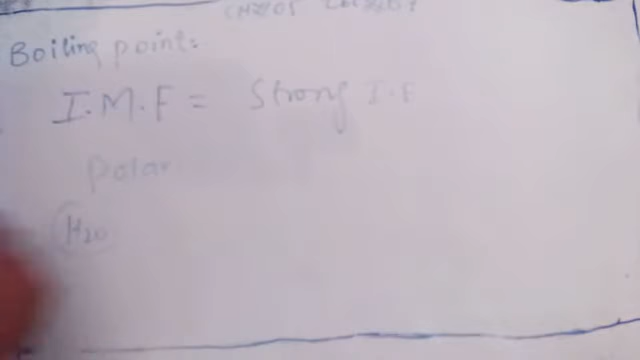 Boiling point:
I.M.F = Strong I.F
Polar
H2O